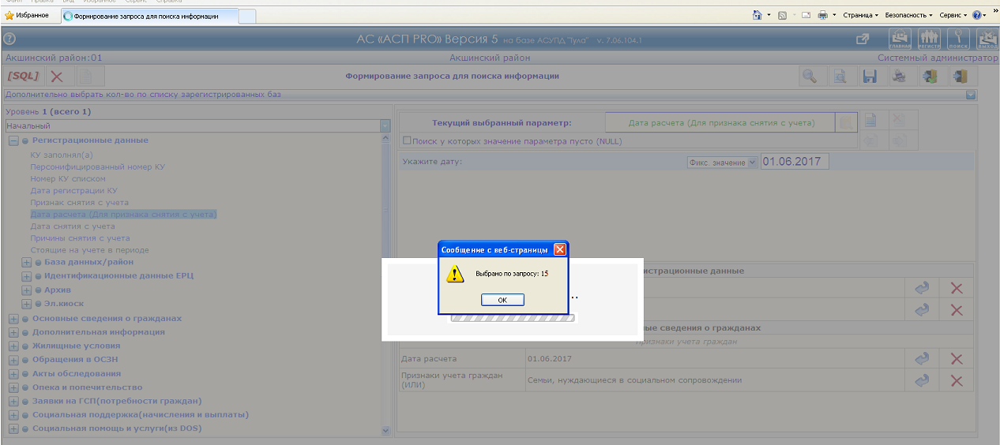 Файл Правка Вид Избранное Сервис Справка
Избранное Формирование запроса для поиска информации Страница Безопасность Сервис
АС «АСП PRO» Версия 5 на базе АСУПД "Тула" v. 7.06.104.1
ГЛАВНАЯ РЕГИСТР ПОИСК ВЫХОД
Акшинский район:01 Акшинский район Системный администратор
[SQL] Формирование запроса для поиска информации
Дополнительно выбрать кол-во по списку зарегистрированных баз
Уровень 1 (всего 1)
Начальный
Регистрационные данные
КУ заполнял(а)
Персонифицированный номер КУ
Номер КУ списком
Дата регистрации КУ
Признак снятия с учета
Дата расчета (Для признака снятия с учета)
Дата снятия с учета
Причины снятия с учета
Стоящие на учете в периоде
База данных/район
Идентификационные данные ЕРЦ
Архив
Эл.киоск
Основные сведения о гражданах
Дополнительная информация
Жилищные условия
Обращения в ОСЗН
Акты обследования
Опека и попечительство
Заявки на ГСП(потребности граждан)
Социальная поддержка(начисления и выплаты)
Социальная помощь и услуги(из DOS)
Текущий выбранный параметр: Дата расчета (Для признака снятия с учета)
Поиск у которых значение параметра пусто (NULL)
Укажите дату: Фикс. значение 01.06.2017
Сообщение с веб-страницы
Выбрано по запросу: 15
OK
..
истрационные данные
ые сведения о гражданах
Признаки учета граждан
Дата расчета 01.06.2017
Признаки учета граждан
(ИЛИ) Семьи, нуждающиеся в социальном сопровождении